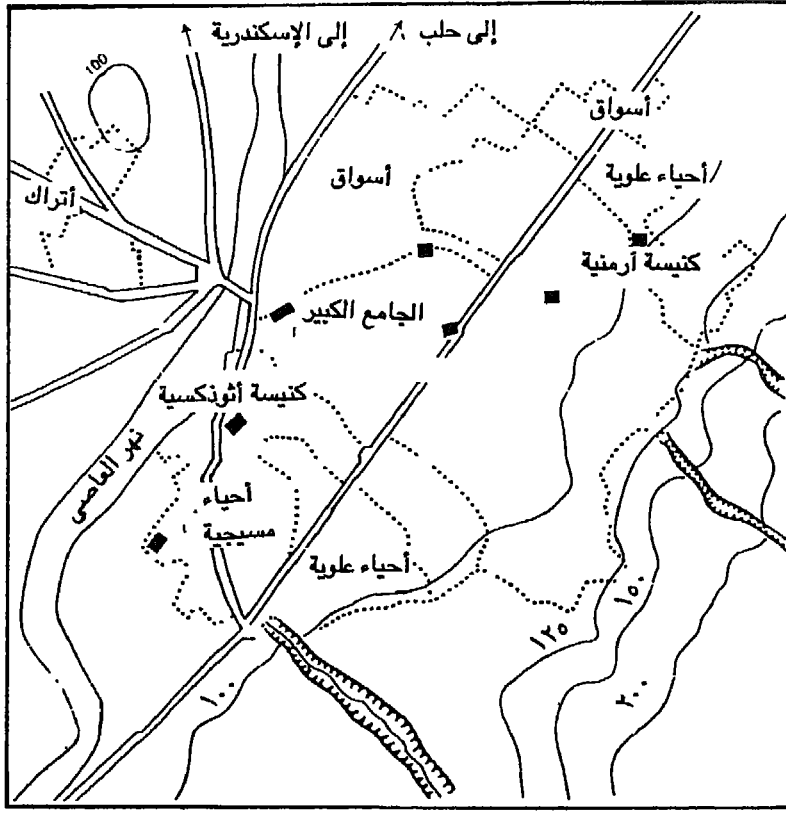 إلى حلب
إلى الإسكندرية
100
أسواق
أحياء علوية
أسواق
أتراك
كنيسة أرمنية
الجامع الكبير
كنيسة أثوذكسية
نهر العاصي
أحياء
مسيحية
أحياء علوية
١٠٠
١٢٥
١٥٠
٢٠٠